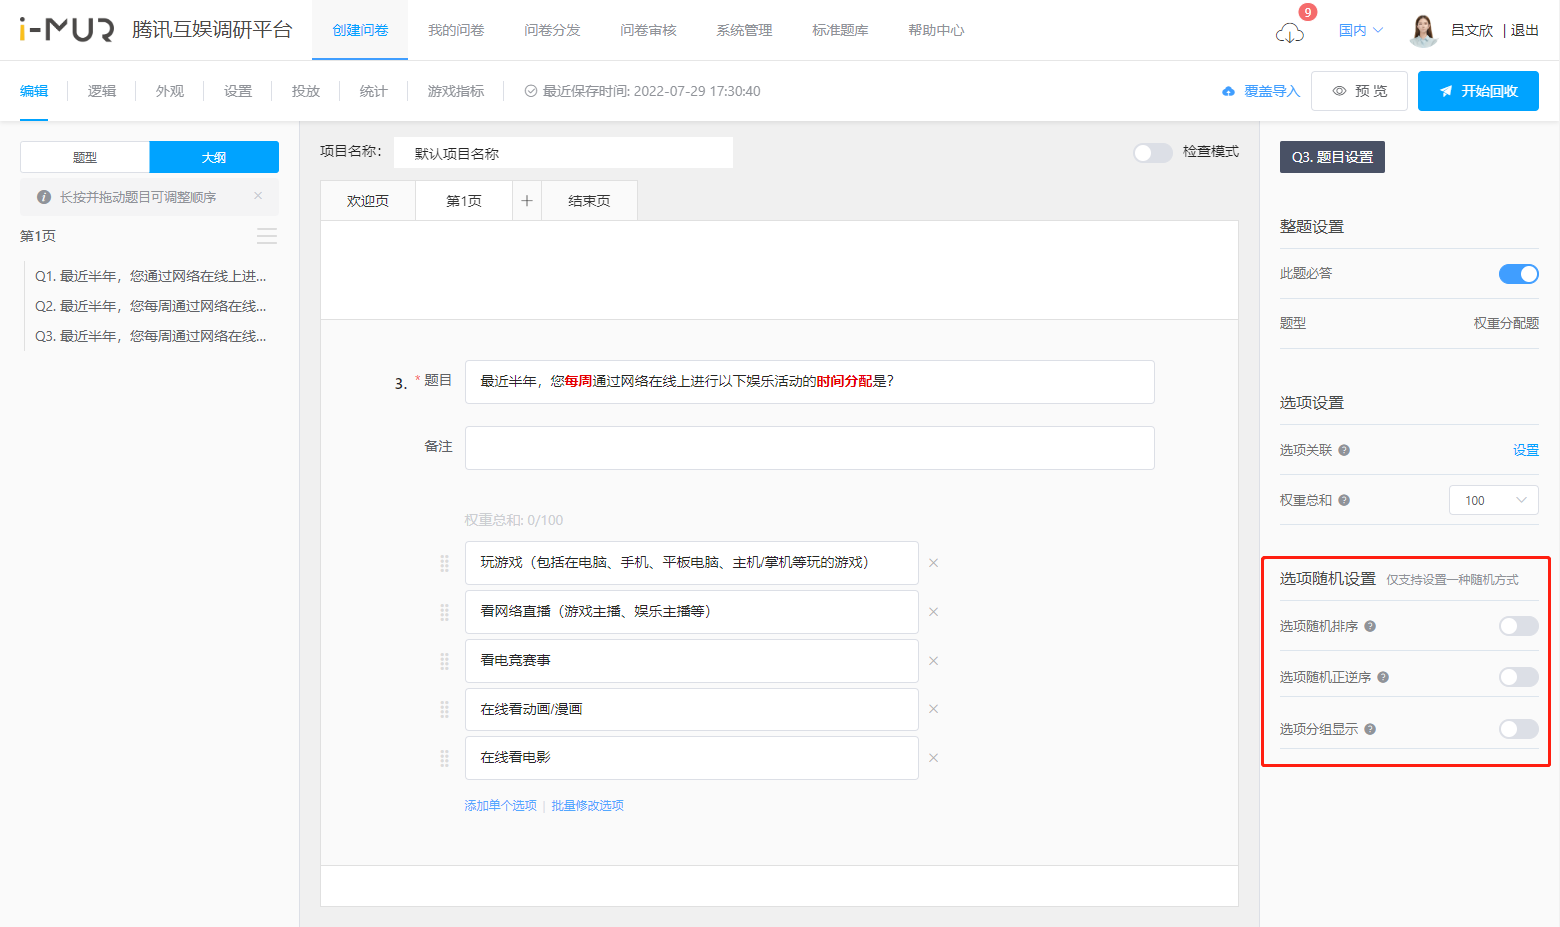 i-MUR 腾讯互娱调研平台 创建问卷 我的问卷 问卷分发 问卷审核 系统管理 标准题库 帮助中心 9 国内 吕文欣 | 退出
编辑 逻辑 外观 设置 投放 统计 游戏指标 最近保存时间: 2022-07-29 17:30:40 覆盖导入 预 览 开始回收
题型 大纲
长按并拖动题目可调整顺序 ×
第1页
Q1. 最近半年，您通过网络在线上进...
Q2. 最近半年，您每周通过网络在线...
Q3. 最近半年，您每周通过网络在线...
项目名称： 默认项目名称 检查模式
欢迎页 第1页 + 结束页
3. * 题目 最近半年，您每周通过网络在线上进行以下娱乐活动的时间分配是？
备注
权重总和: 0/100
玩游戏（包括在电脑、手机、平板电脑、主机/掌机等玩的游戏） ×
看网络直播（游戏主播、娱乐主播等） ×
看电竞赛事 ×
在线看动画/漫画 ×
在线看电影 ×
添加单个选项 | 批量修改选项
Q3. 题目设置
整题设置
此题必答
题型 权重分配题
选项设置
选项关联 ? 设置
权重总和 ? 100
选项随机设置 仅支持设置一种随机方式
选项随机排序 ?
选项随机正逆序 ?
选项分组显示 ?